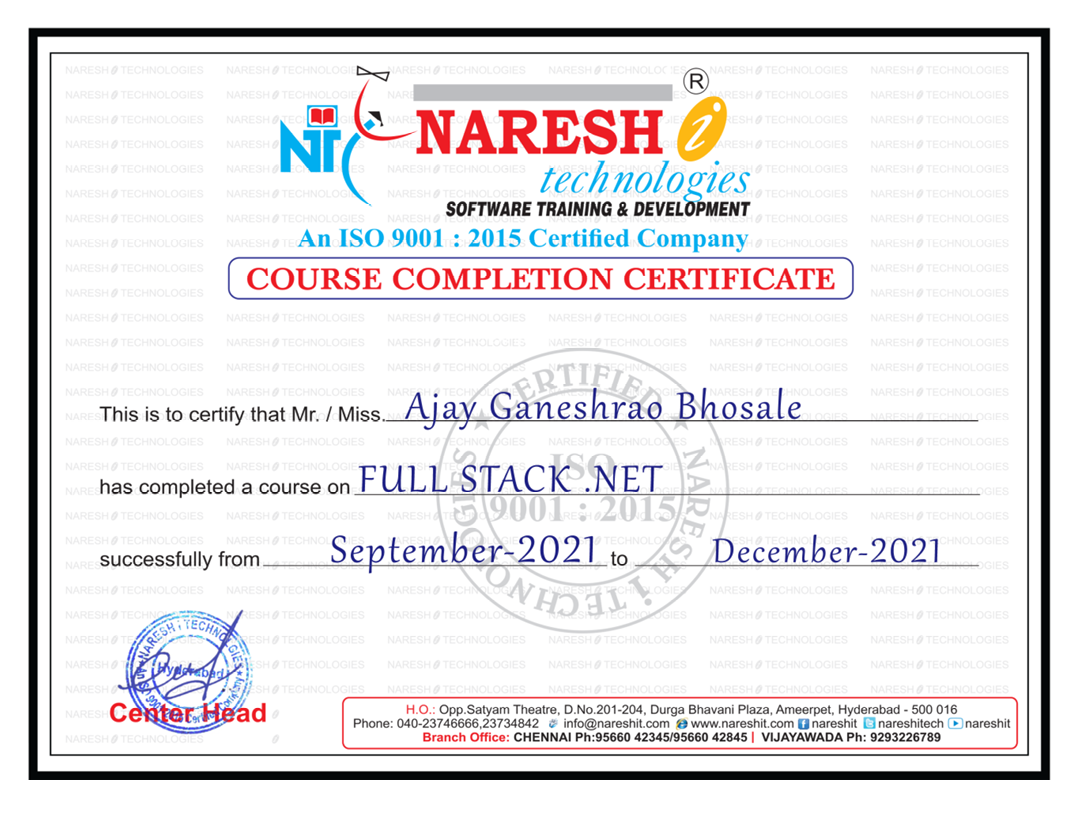 ®
NT
NARESH i
technologies
SOFTWARE TRAINING & DEVELOPMENT
An ISO 9001 : 2015 Certified Company
COURSE COMPLETION CERTIFICATE
This is to certify that Mr. / Miss. Ajay Ganeshrao Bhosale
has completed a course on FULL STACK .NET
successfully from September-2021 to December-2021
CERTIFIED
NARESH i TECHNOLOGIES
ISO
9001 : 2015
NARESH i TECHNOLOGIES
Hyderabad
Center Head
H.O.: Opp.Satyam Theatre, D.No.201-204, Durga Bhavani Plaza, Ameerpet, Hyderabad - 500 016
Phone: 040-23746666,23734842 info@nareshit.com www.nareshit.com nareshit nareshitech nareshit
Branch Office: CHENNAI Ph:95660 42345/95660 42845 | VIJAYAWADA Ph: 9293226789